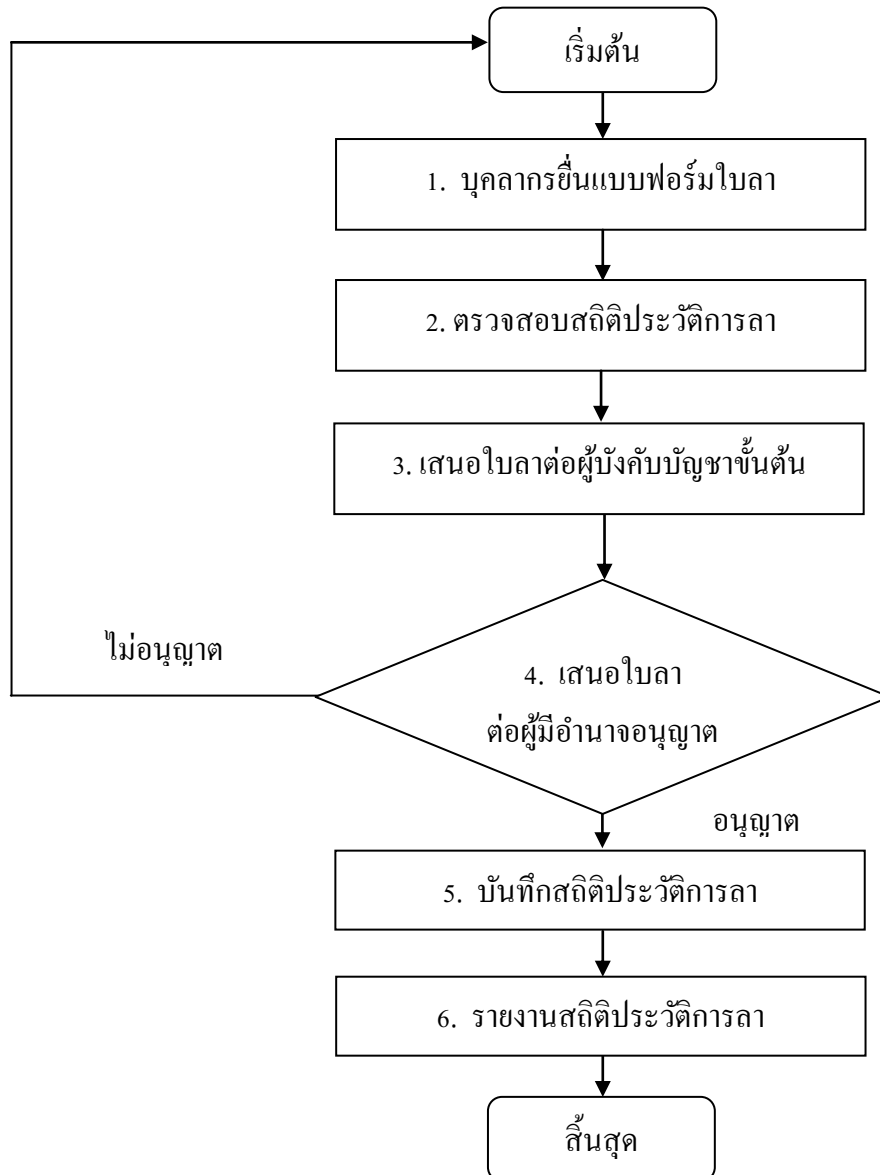 เริ่มต้น
1. บุคลากรยื่นแบบฟอร์มใบลา
2. ตรวจสอบสถิติประวัติการลา
3. เสนอใบลาต่อผู้บังคับบัญชาขั้นต้น
ไม่อนุญาต
4. เสนอใบลา
ต่อผู้มีอำนาจอนุญาต
อนุญาต
5. บันทึกสถิติประวัติการลา
6. รายงานสถิติประวัติการลา
สิ้นสุด